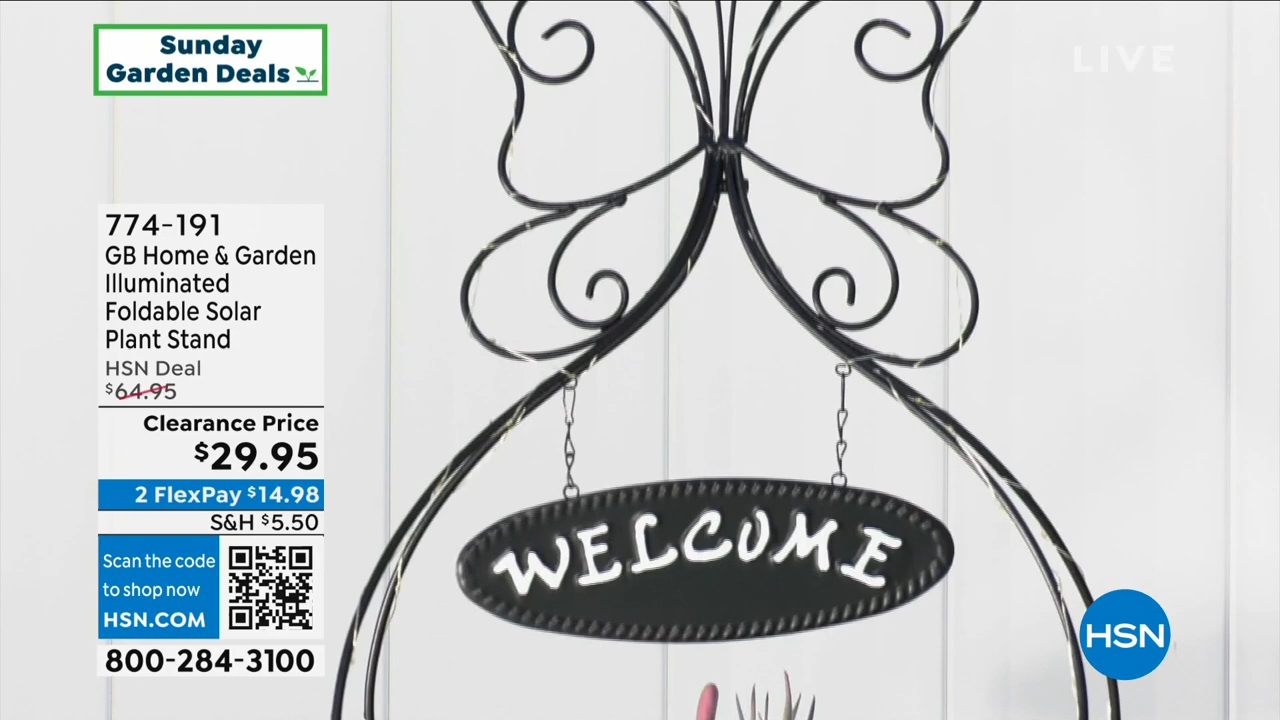 Sunday
Garden Deals
LIVE
774-191
GB Home & Garden
Illuminated
Foldable Solar
Plant Stand
HSN Deal
$64.95
Clearance Price
$29.95
2 FlexPay $14.98
S&H $5.50
Scan the code
to shop now
HSN.COM
800-284-3100
WELCOME
HSN